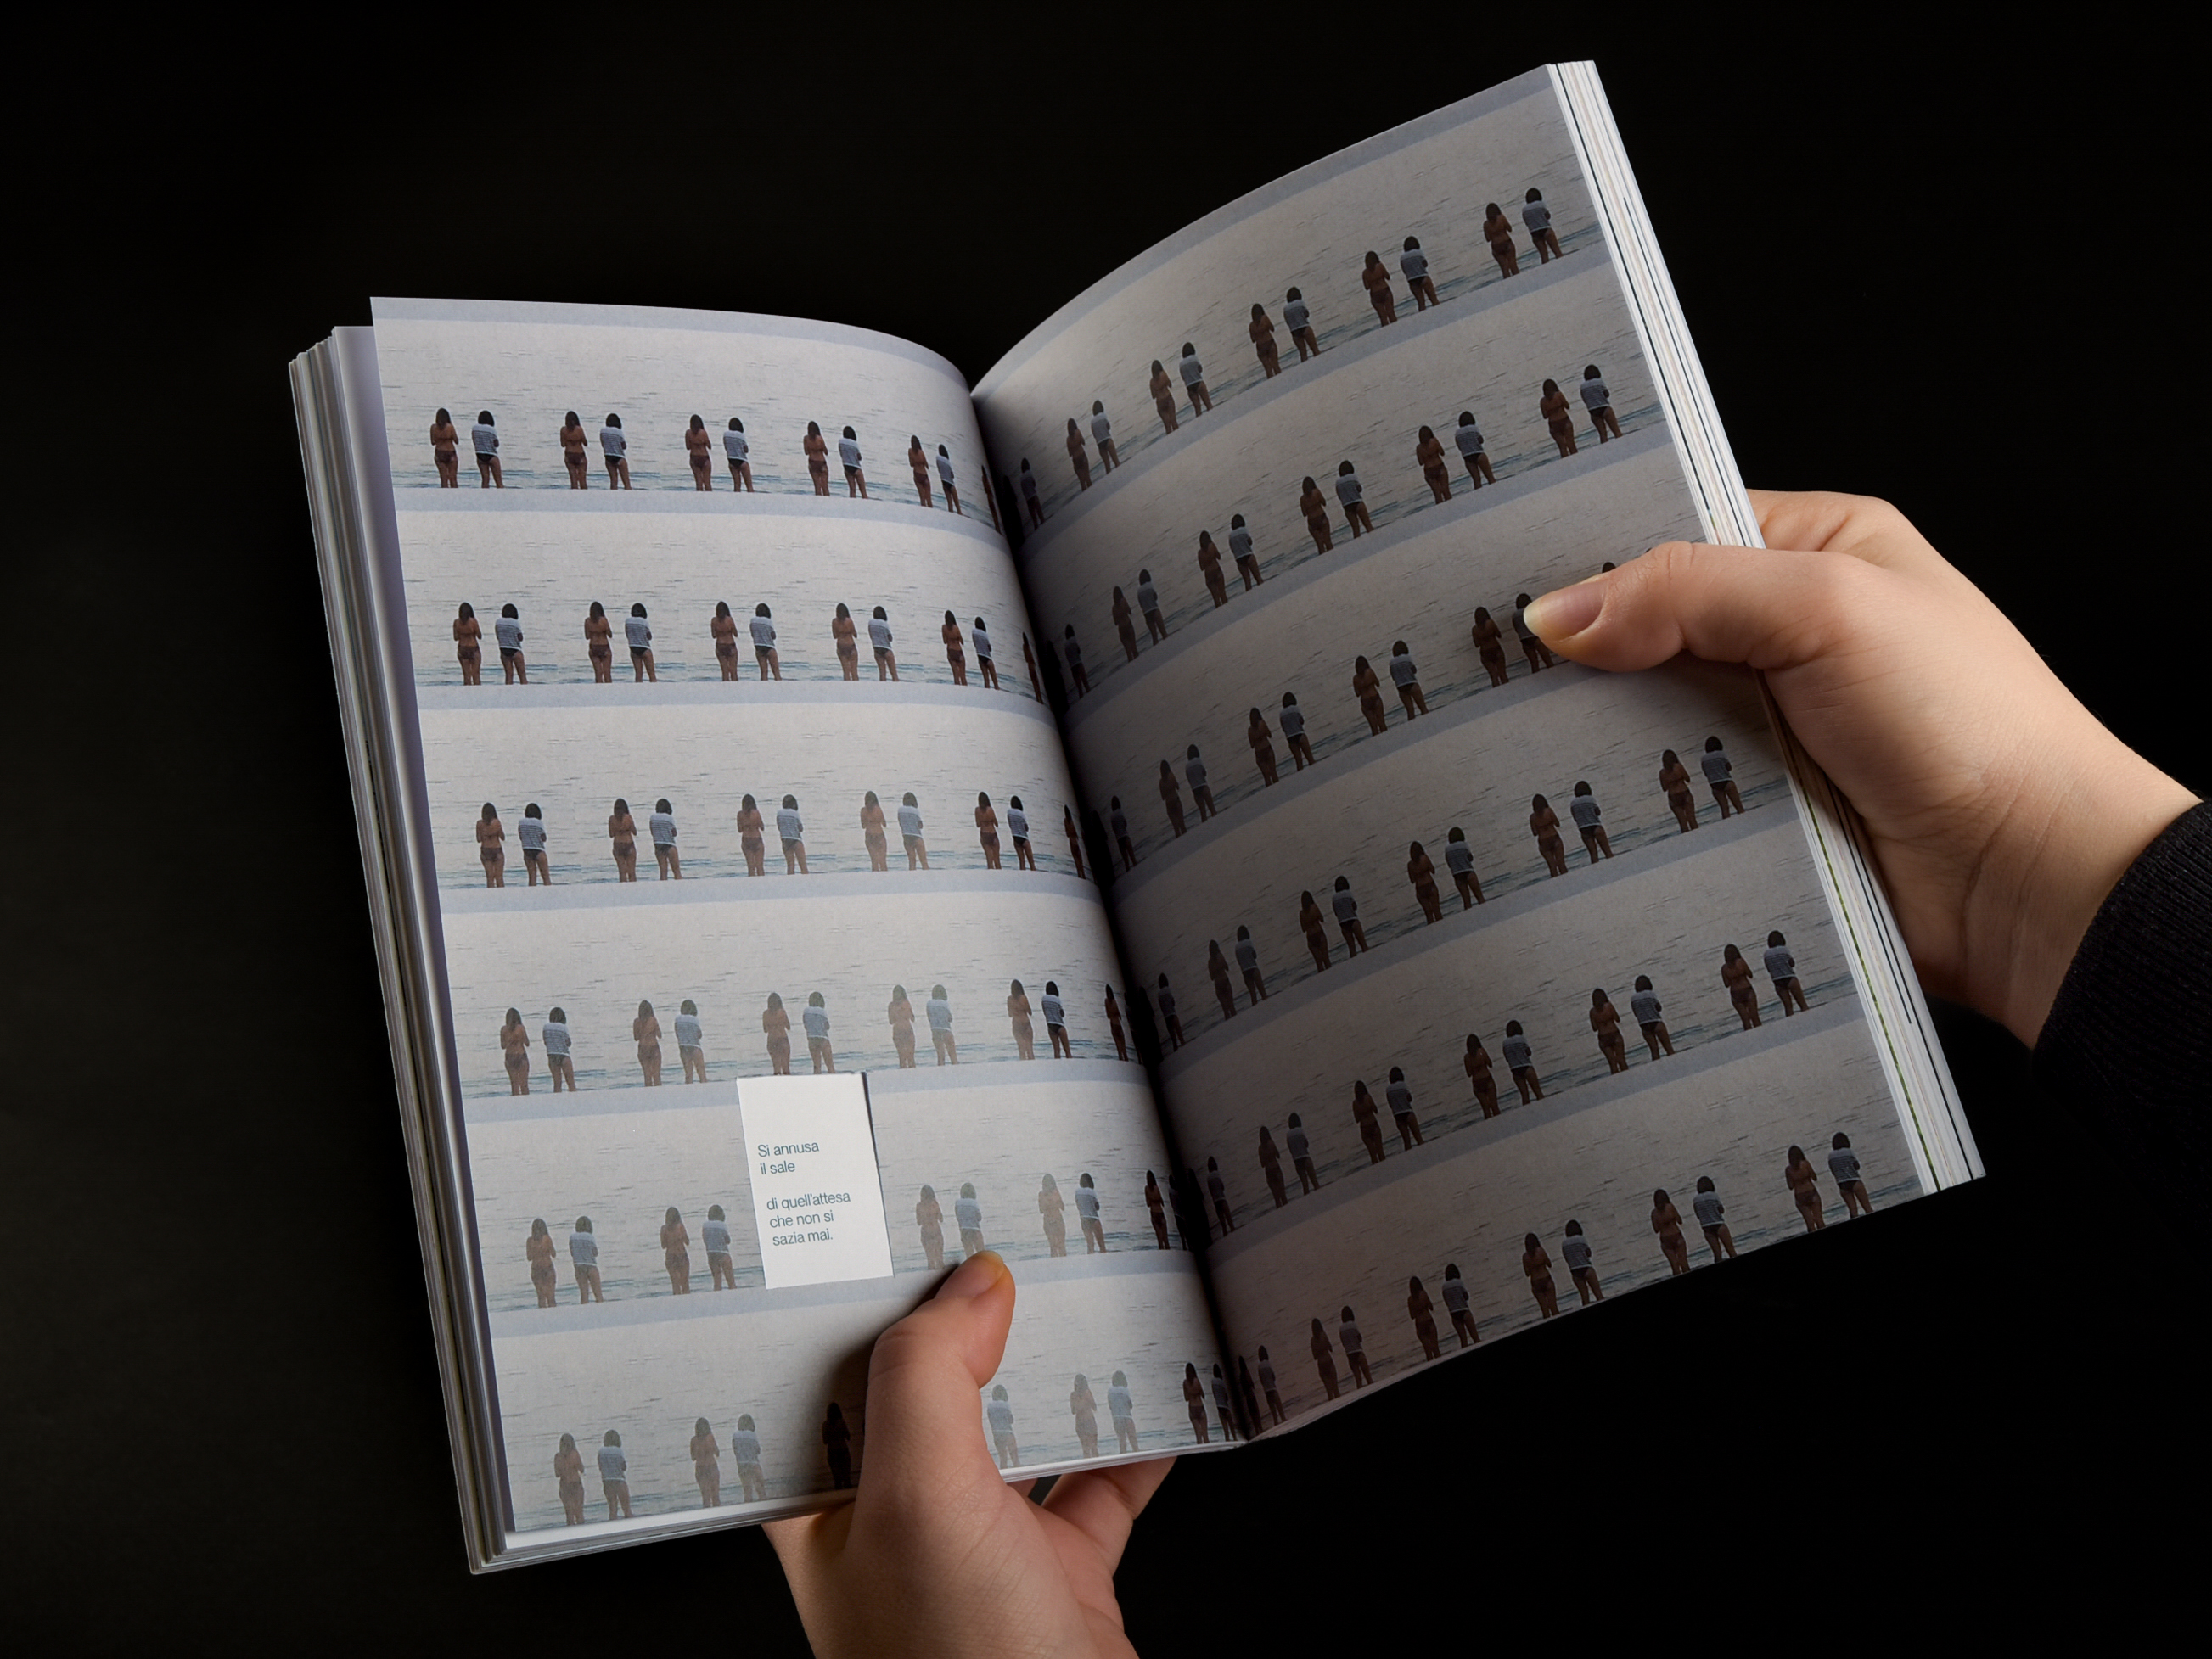 Si annusa
il sale
di quell'attesa
che non si
sazia mai.